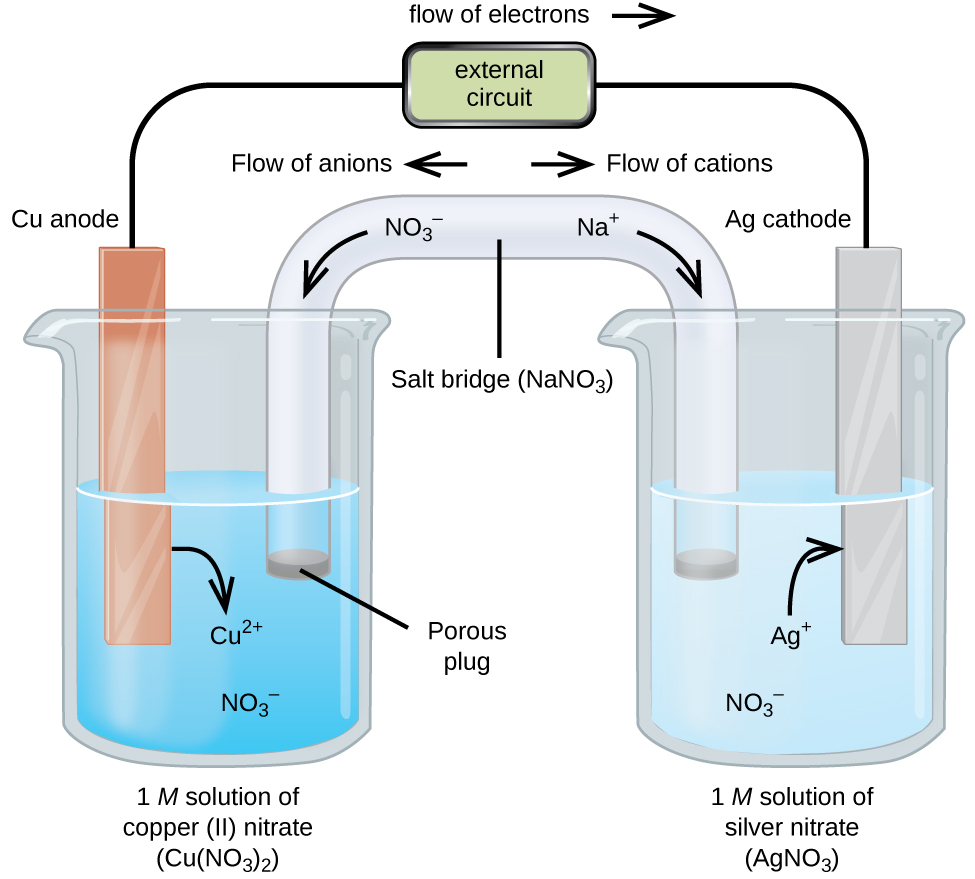 flow of electrons
external
circuit
Flow of anions
Flow of cations
Cu anode
NO₃⁻
Na⁺
Ag cathode
Salt bridge (NaNO₃)
Cu²⁺
Porous
plug
Ag⁺
NO₃⁻
NO₃⁻
1 M solution of
copper (II) nitrate
(Cu(NO₃)₂)
1 M solution of
silver nitrate
(AgNO₃)